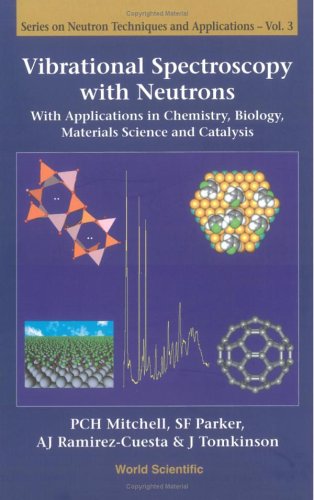 Series on Neutron Techniques and Applications – Vol. 3
Vibrational Spectroscopy
with Neutrons
With Applications in Chemistry, Biology,
Materials Science and Catalysis
PCH Mitchell, SF Parker,
AJ Ramirez-Cuesta & J Tomkinson
World Scientific